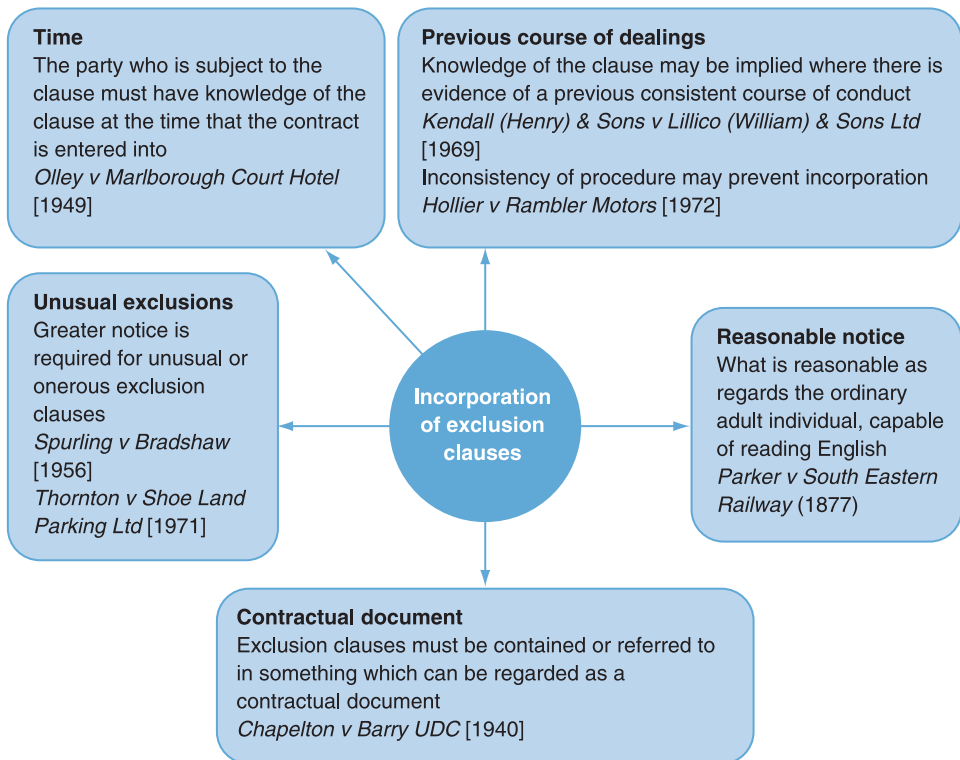 Time
The party who is subject to the
clause must have knowledge of the
clause at the time that the contract
is entered into
Olley v Marlborough Court Hotel
[1949]
Previous course of dealings
Knowledge of the clause may be implied where there is
evidence of a previous consistent course of conduct
Kendall (Henry) & Sons v Lillico (William) & Sons Ltd
[1969]
Inconsistency of procedure may prevent incorporation
Hollier v Rambler Motors [1972]
Unusual exclusions
Greater notice is
required for unusual or
onerous exclusion
clauses
Spurling v Bradshaw
[1956]
Thornton v Shoe Land
Parking Ltd [1971]
Incorporation
of exclusion
clauses
Reasonable notice
What is reasonable as
regards the ordinary
adult individual, capable
of reading English
Parker v South Eastern
Railway (1877)
Contractual document
Exclusion clauses must be contained or referred to
in something which can be regarded as a
contractual document
Chapelton v Barry UDC [1940]